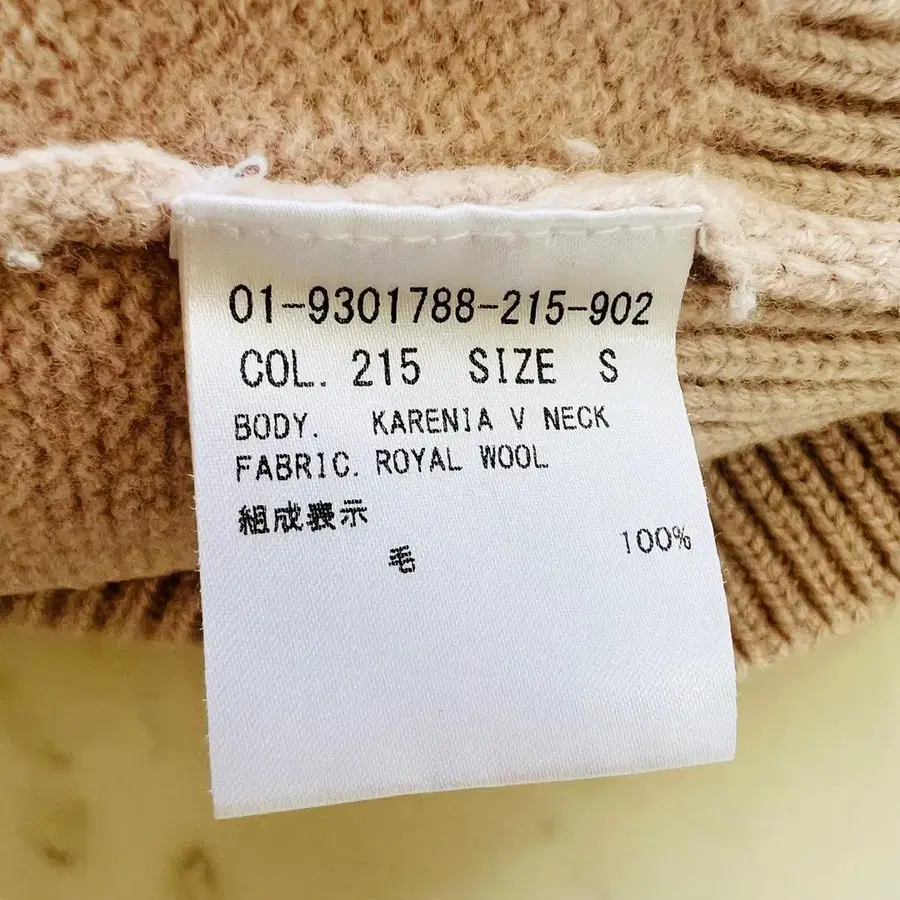 01-9301788-215-902
COL. 215 SIZE S
BODY. KARENIA V NECK
FABRIC. ROYAL WOOL
組成表示
毛 100%